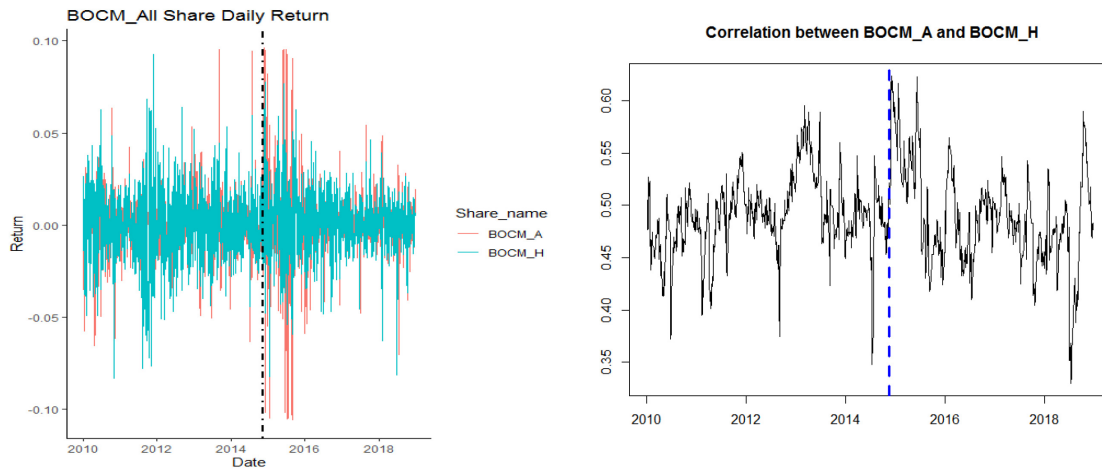 BOCM_All Share Daily Return
0.10
0.05
0.00
-0.05
-0.10
Return
2010 2012 2014 2016 2018
Date
Share_name
BOCM_A
BOCM_H
Correlation between BOCM_A and BOCM_H
0.60
0.55
0.50
0.45
0.40
0.35
2010 2012 2014 2016 2018